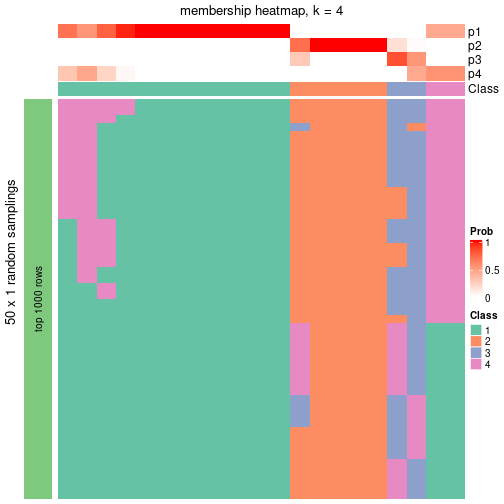 membership heatmap, k = 4
p1
p2
p3
p4
Class
50 x 1 random samplings
top 1000 rows
Prob
1
0.5
0
Class
1
2
3
4